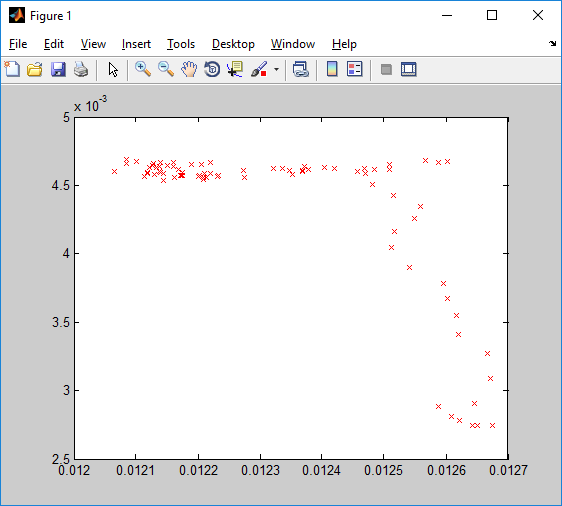 Figure 1
File Edit View Insert Tools Desktop Window Help
x 10^-3
5
4.5
4
3.5
3
2.5
0.012 0.0121 0.0122 0.0123 0.0124 0.0125 0.0126 0.0127